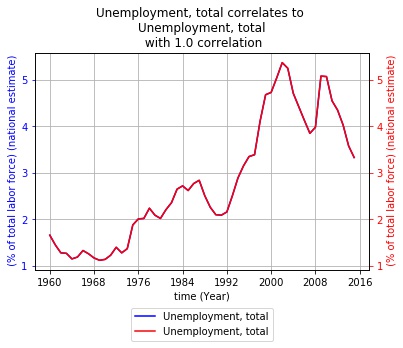 Unemployment, total correlates to
Unemployment, total
with 1.0 correlation
(% of total labor force) (national estimate)
5
4
3
2
1
5
4
3
2
1
(% of total labor force) (national estimate)
1960 1968 1976 1984 1992 2000 2008 2016
time (Year)
Unemployment, total
Unemployment, total